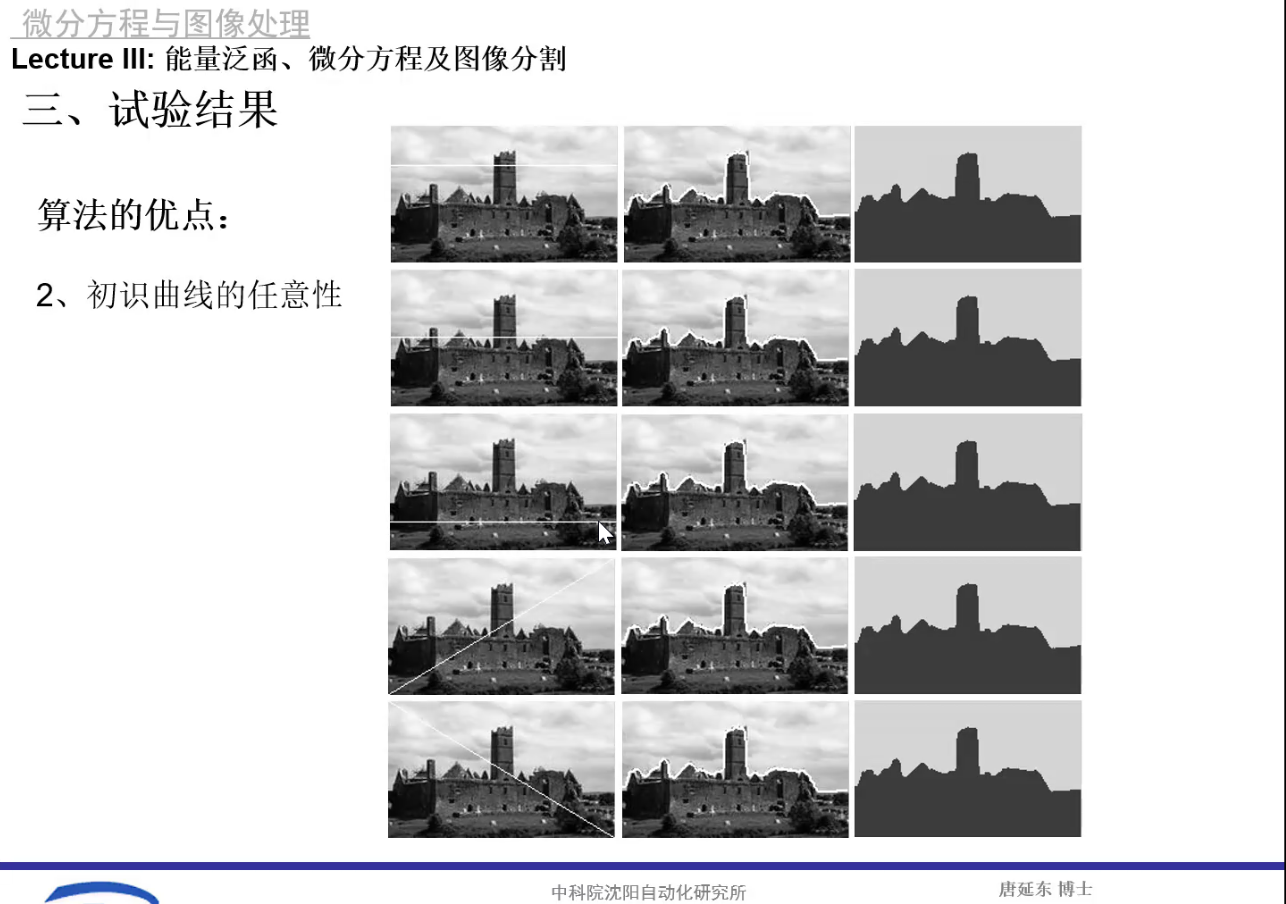 微分方程与图像处理
Lecture III: 能量泛函、微分方程及图像分割
三、试验结果
算法的优点：
2、初识曲线的任意性
中科院沈阳自动化研究所
唐延东 博士